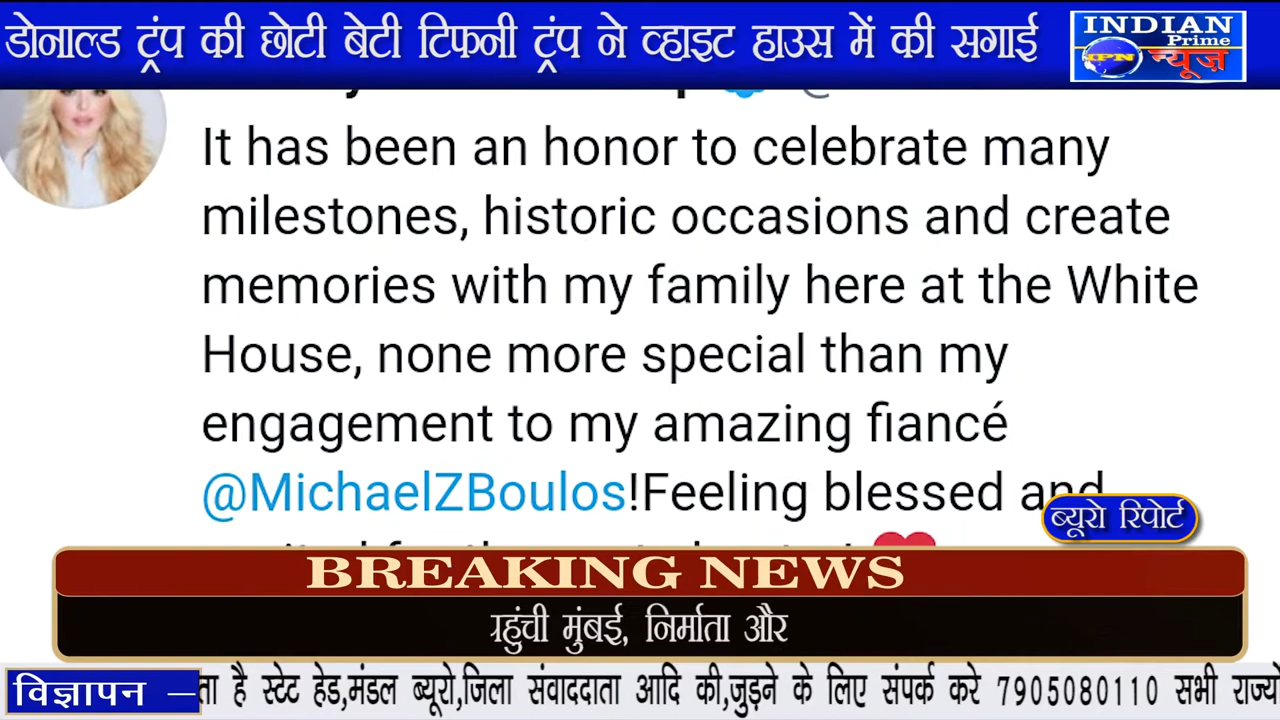 डोनाल्ड ट्रंप की छोटी बेटी टिफनी ट्रंप ने व्हाइट हाउस में की सगाई
INDIAN
Prime
IPN न्यूज़
It has been an honor to celebrate many
milestones, historic occasions and create
memories with my family here at the White
House, none more special than my
engagement to my amazing fiancé
@MichaelZBoulos!Feeling blessed and
ब्यूरो रिपोर्ट
BREAKING NEWS
मुंबई, निर्माता और
विज्ञापन –
ता है स्टेट हेड,मंडल ब्यूरो,जिला संवाददाता आदि की,जुड़ने के लिए संपर्क करे 7905080110 सभी राज्यो